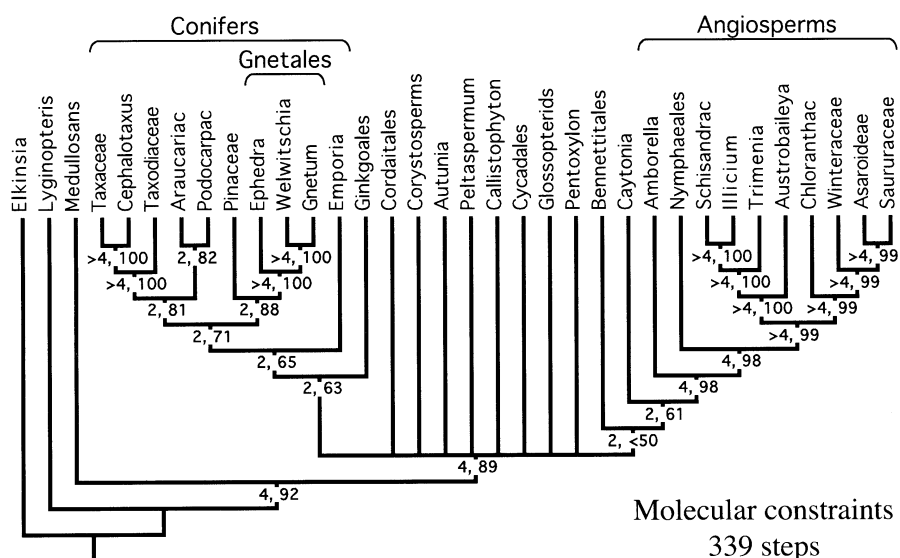 Conifers
Angiosperms
Gnetales
Elkinsia
Lyginopteris
Medullosans
Taxaceae
Cephalotaxus
Taxodiaceae
Araucariac
Podocarpac
Pinaceae
Ephedra
Welwitschia
Gnetum
Emporia
Ginkgoales
Cordaitales
Corystosperms
Autunia
Peltaspermum
Callistophyton
Cycadales
Glossopterids
Pentoxylon
Bennettitales
Caytonia
Amborella
Nymphaeales
Schisandrac
Illicium
Trimenia
Austrobaileya
Chloranthac
Winteraceae
Asaroideae
Saururaceae
>4, 100
2, 82
>4, 100
>4, 100
>4, 99
>4, 100
>4, 100
>4, 100
>4, 99
2, 81
2, 88
>4, 100
>4, 99
2, 71
>4, 99
2, 65
4, 98
2, 63
4, 98
2, 61
2, <50
4, 89
4, 92
Molecular constraints
339 steps